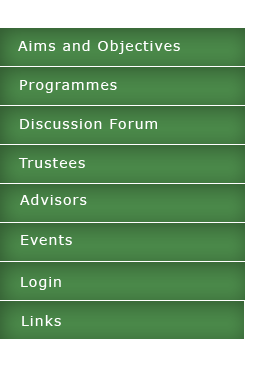 Aims and Objectives
Programmes
Discussion Forum
Trustees
Advisors
Events
Login
Links